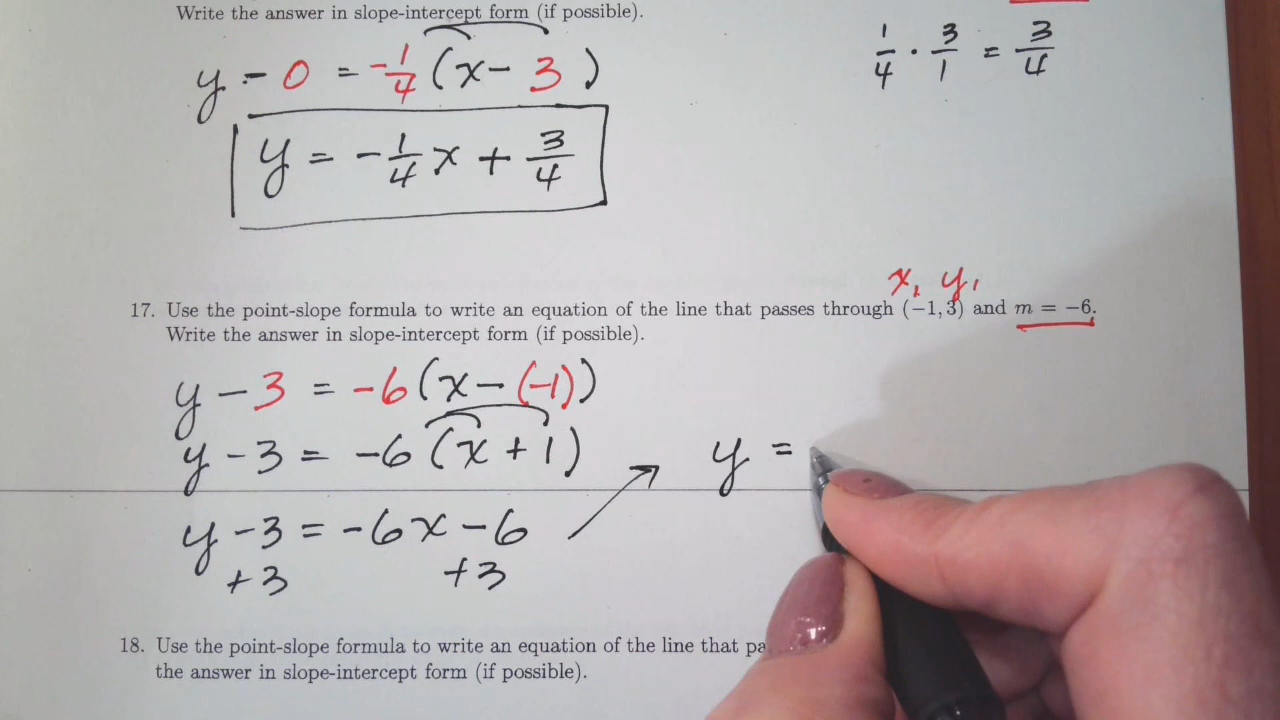 Write the answer in slope-intercept form (if possible).
y - 0 = -1/4 (x - 3)
1/4 · 3/1 = 3/4
y = -1/4 x + 3/4
x₁ y₁
17. Use the point-slope formula to write an equation of the line that passes through (−1, 3) and m = −6.
Write the answer in slope-intercept form (if possible).
y - 3 = -6(x - (-1))
y - 3 = -6(x + 1)
y =
y - 3 = -6x - 6
+3 +3
18. Use the point-slope formula to write an equation of the line that
the answer in slope-intercept form (if possible).